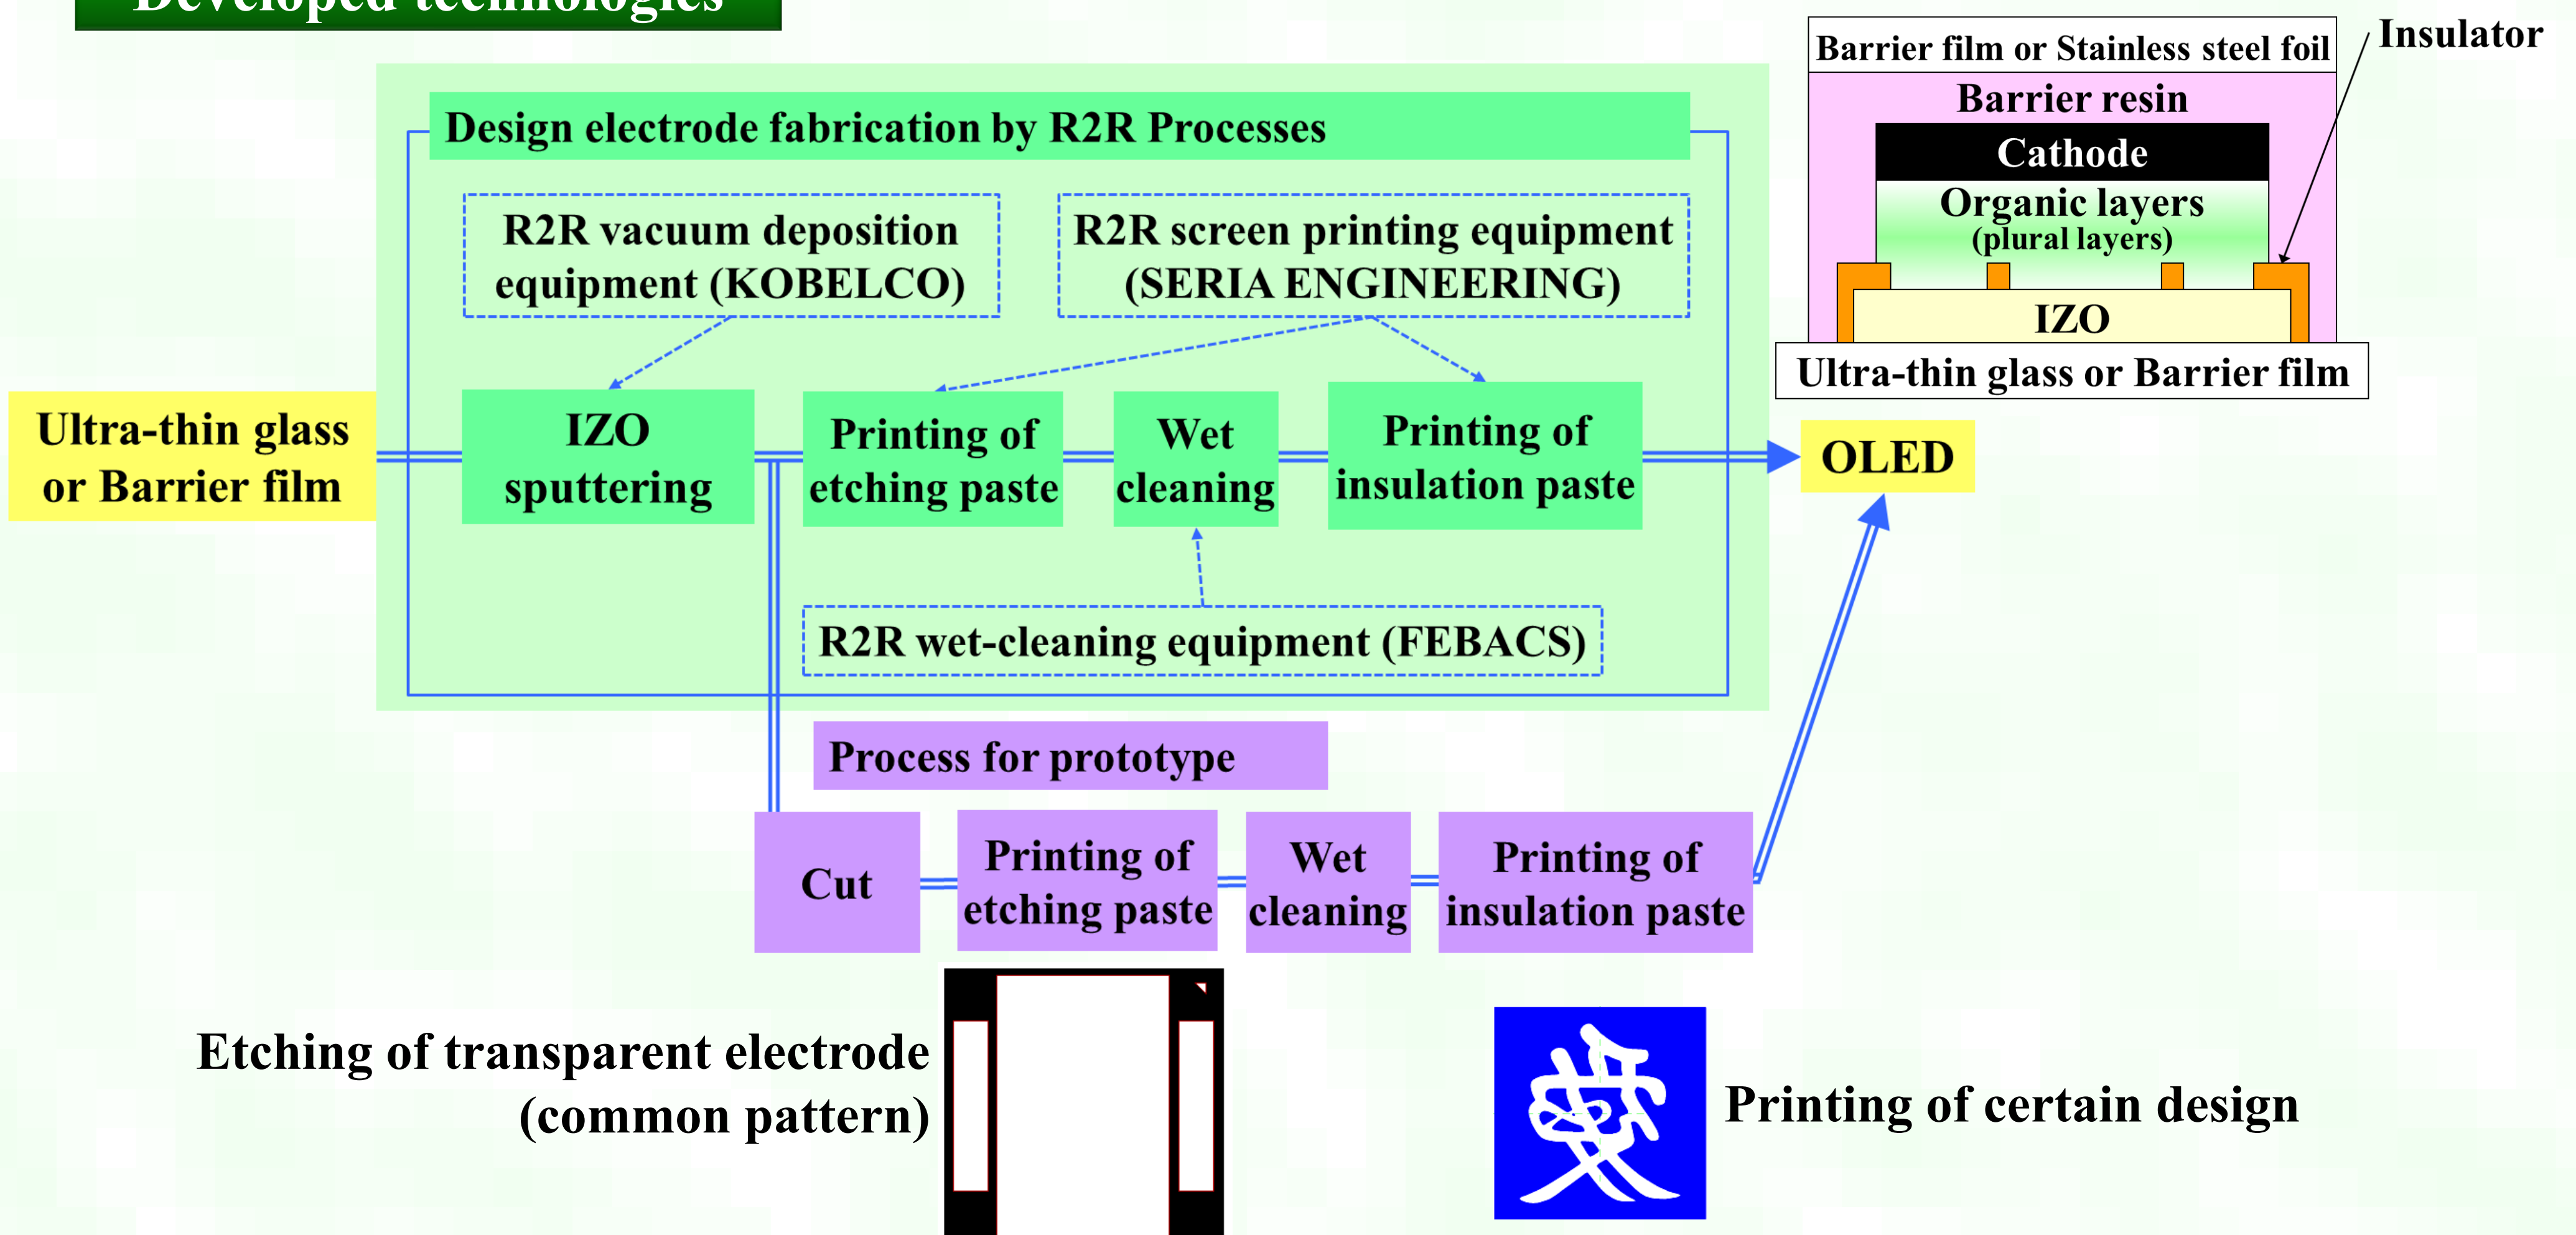 Developed technologies
Design electrode fabrication by R2R Processes
R2R vacuum deposition
equipment (KOBELCO)
R2R screen printing equipment
(SERIA ENGINEERING)
Ultra-thin glass
or Barrier film
IZO
sputtering
Printing of
etching paste
Wet
cleaning
Printing of
insulation paste
OLED
R2R wet-cleaning equipment (FEBACS)
Barrier film or Stainless steel foil
Insulator
Barrier resin
Cathode
Organic layers
(plural layers)
IZO
Ultra-thin glass or Barrier film
Process for prototype
Cut
Printing of
etching paste
Wet
cleaning
Printing of
insulation paste
Etching of transparent electrode
(common pattern)
Printing of certain design